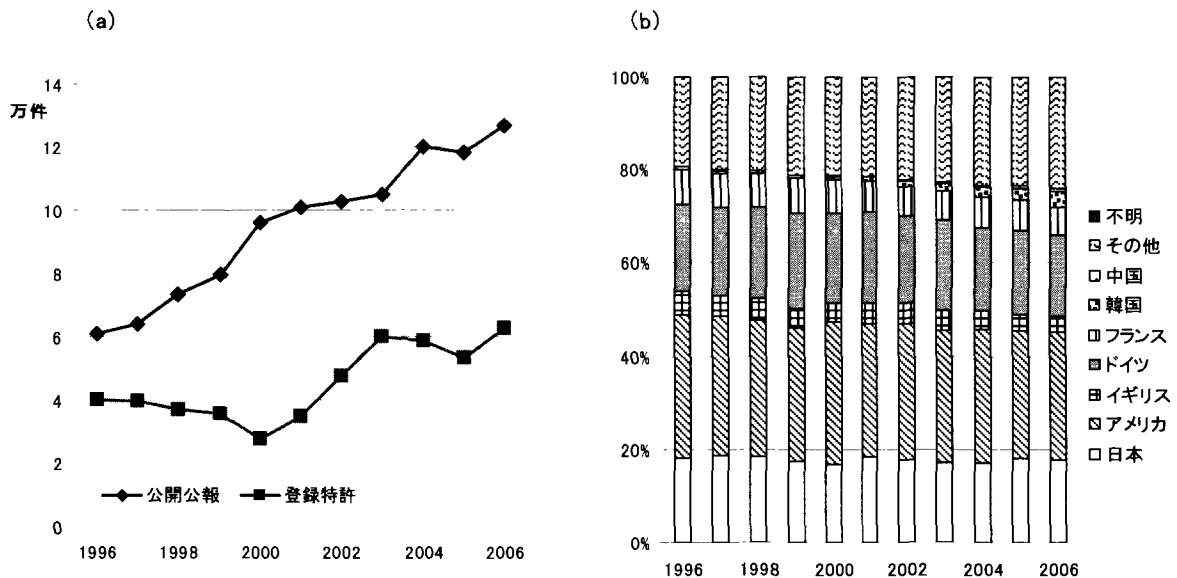 (a)
14
万件
12
10
8
6
4
2
0
公開公報 登録特許
1996 1998 2000 2002 2004 2006
(b)
100%
80%
60%
40%
20%
0%
1996 1998 2000 2002 2004 2006
不明
その他
中国
韓国
フランス
ドイツ
イギリス
アメリカ
日本